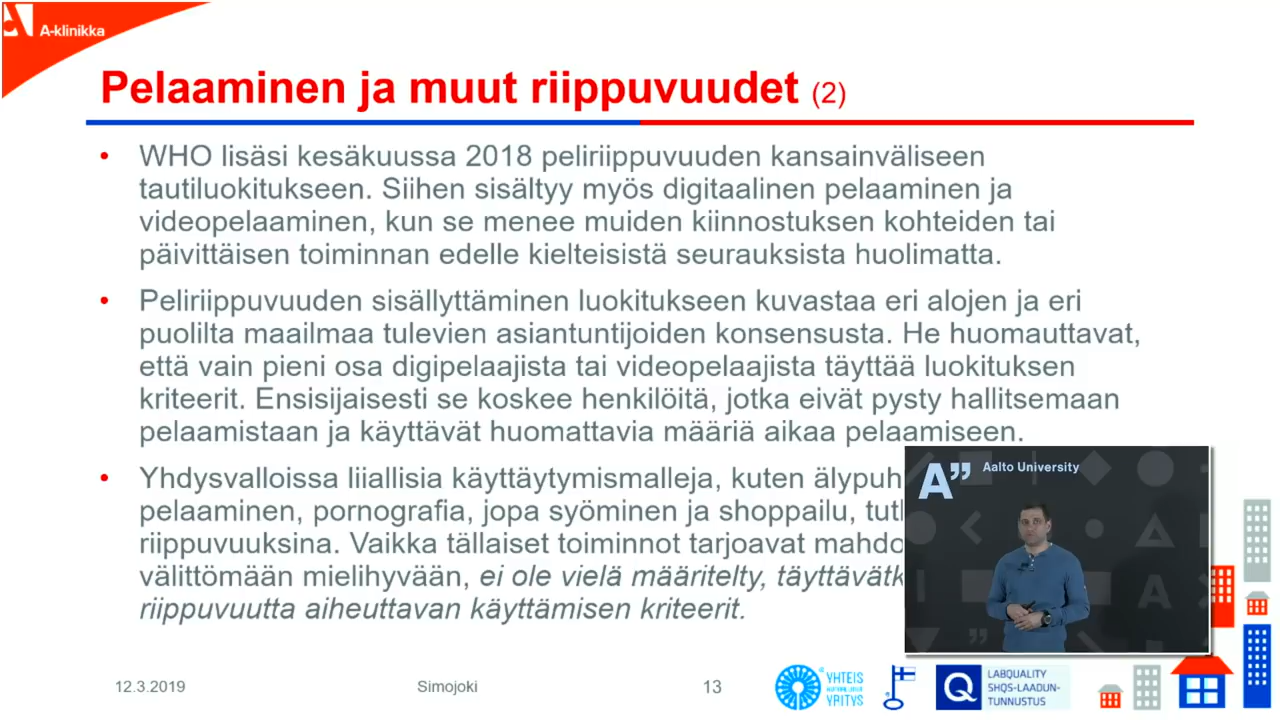 A-klinikka
Pelaaminen ja muut riippuvuudet (2)
• WHO lisäsi kesäkuussa 2018 peliriippuvuuden kansainväliseen
tautiluokitukseen. Siihen sisältyy myös digitaalinen pelaaminen ja
videopelaaminen, kun se menee muiden kiinnostuksen kohteiden tai
päivittäisen toiminnan edelle kielteisistä seurauksista huolimatta.
• Peliriippuvuuden sisällyttäminen luokitukseen kuvastaa eri alojen ja eri
puolilta maailmaa tulevien asiantuntijoiden konsensusta. He huomauttavat,
että vain pieni osa digipelaajista tai videopelaajista täyttää luokituksen
kriteerit. Ensisijaisesti se koskee henkilöitä, jotka eivät pysty hallitsemaan
pelaamistaan ja käyttävät huomattavia määriä aikaa pelaamiseen.
• Yhdysvalloissa liiallisia käyttäytymismalleja, kuten älypuh
pelaaminen, pornografia, jopa syöminen ja shoppailu, tutl
riippuvuuksina. Vaikka tällaiset toiminnot tarjoavat mahdo
välittömään mielihyvään, ei ole vielä määritelty, täyttävätk
riippuvuutta aiheuttavan käyttämisen kriteerit.
A” Aalto University
12.3.2019
Simojoki
13
YHTEIS
YRITYS
Q
LABQUALITY
SHQS-LAADUN-
TUNNUSTUS